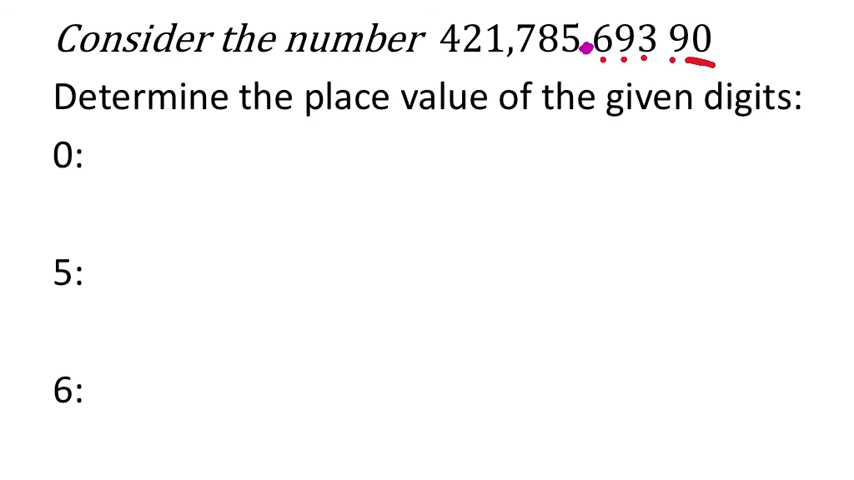 Consider the number 421,785.693 90
Determine the place value of the given digits:
0:
5:
6: